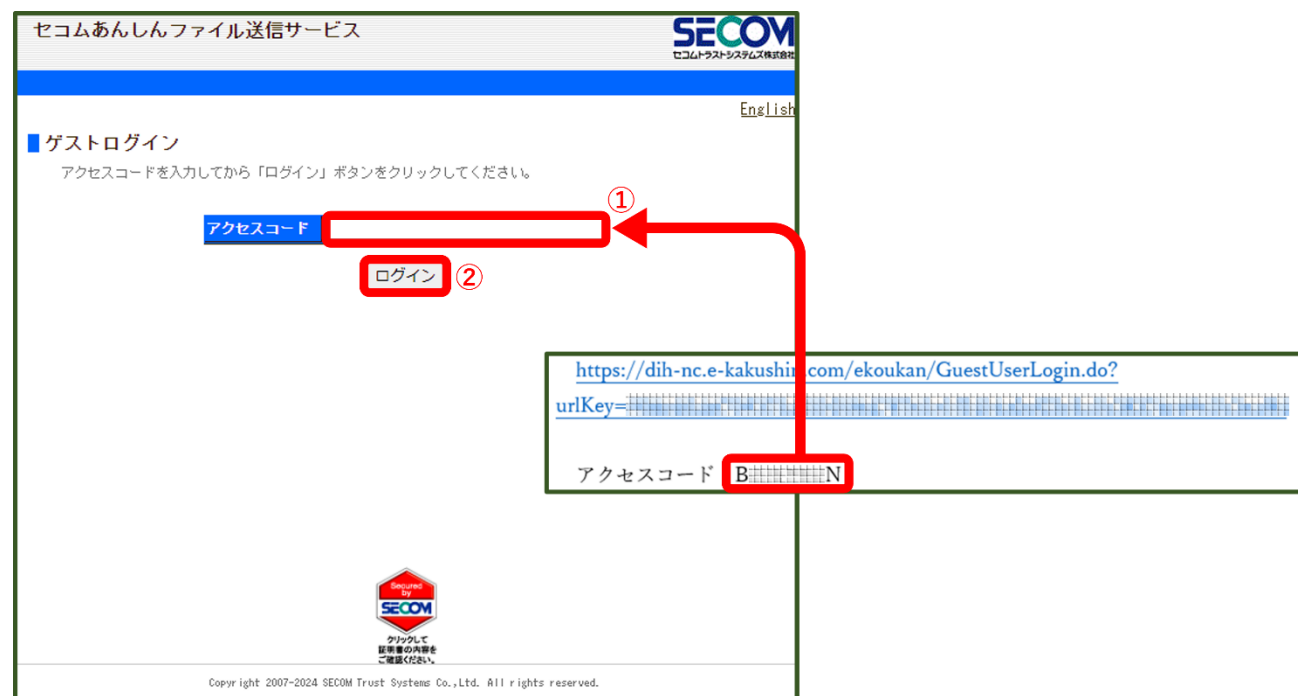 セコムあんしんファイル送信サービス
SECOM
セコムトラストシステムズ株式会社
English
ゲストログイン
アクセスコードを入力してから「ログイン」ボタンをクリックしてください。
①
アクセスコード
ログイン ②
https://dih-nc.e-kakushin.com/ekoukan/GuestUserLogin.do?
urlKey=
アクセスコード B N
Secured
by
SECOM
クリックして
証明書の内容を
ご確認ください。
Copyright 2007-2024 SECOM Trust Systems Co.,Ltd. All rights reserved.